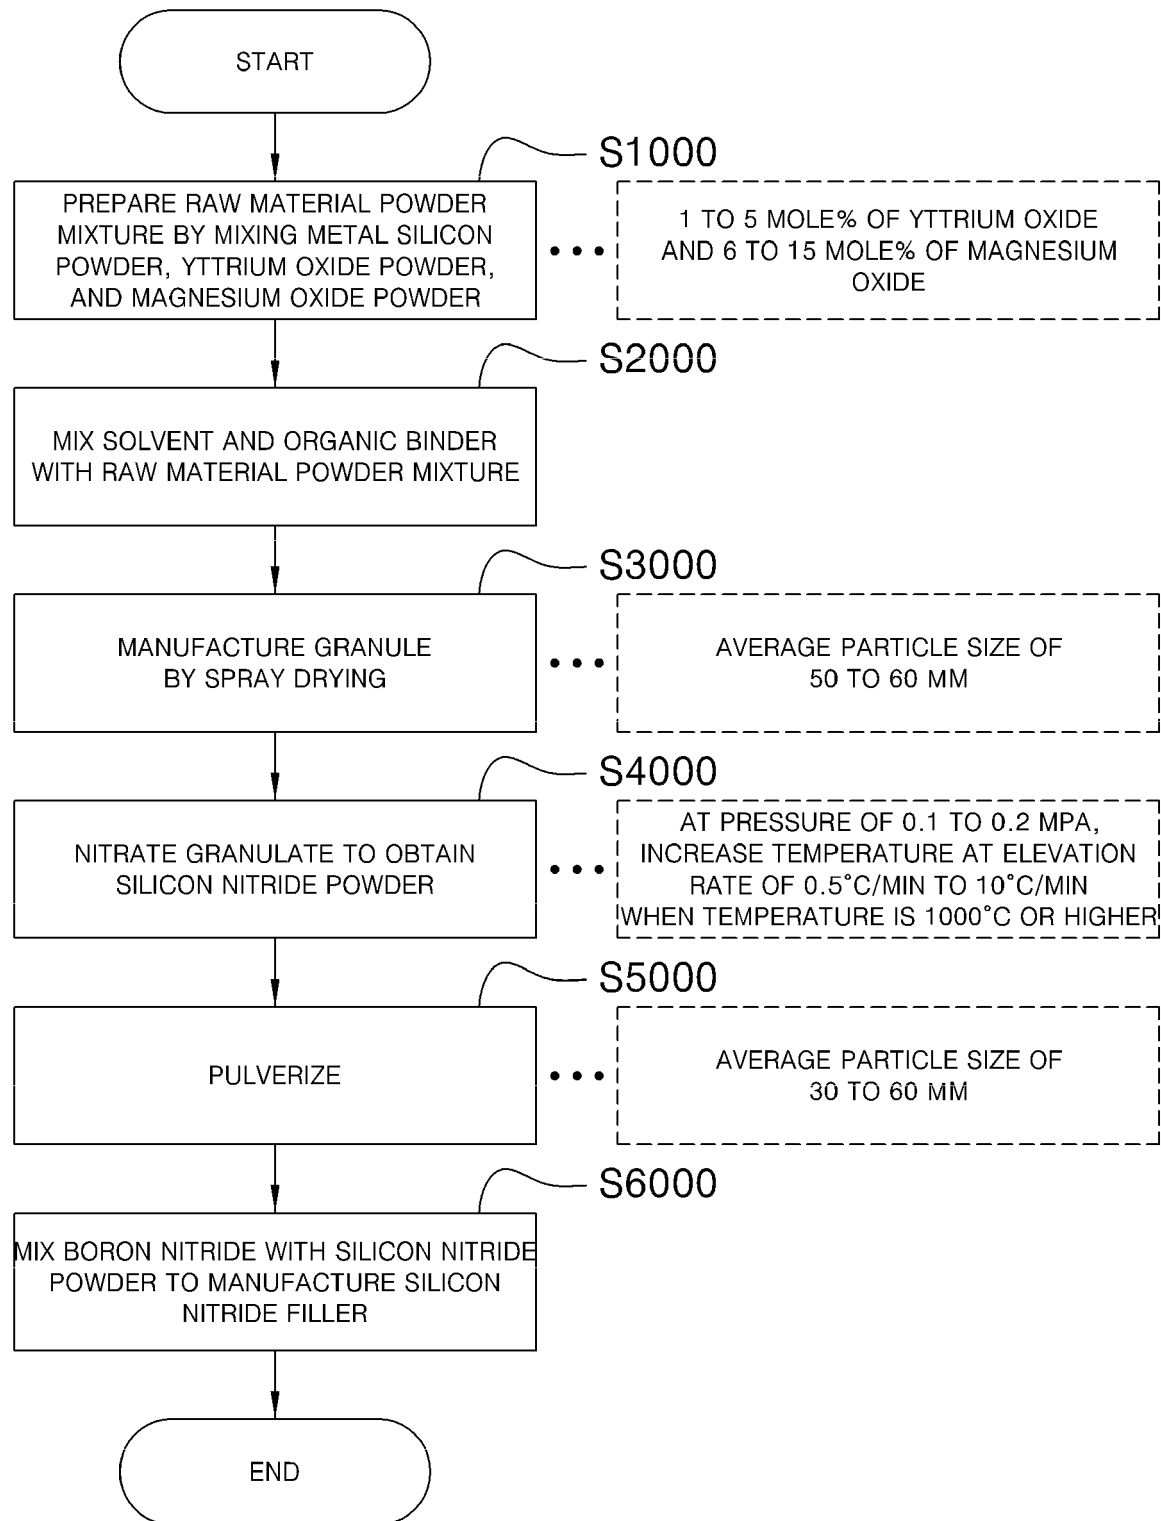 START
S1000
PREPARE RAW MATERIAL POWDER
MIXTURE BY MIXING METAL SILICON
POWDER, YTTRIUM OXIDE POWDER,
AND MAGNESIUM OXIDE POWDER
1 TO 5 MOLE% OF YTTRIUM OXIDE
AND 6 TO 15 MOLE% OF MAGNESIUM
OXIDE
S2000
MIX SOLVENT AND ORGANIC BINDER
WITH RAW MATERIAL POWDER MIXTURE
S3000
MANUFACTURE GRANULE
BY SPRAY DRYING
AVERAGE PARTICLE SIZE OF
50 TO 60 MM
S4000
NITRATE GRANULATE TO OBTAIN
SILICON NITRIDE POWDER
AT PRESSURE OF 0.1 TO 0.2 MPA,
INCREASE TEMPERATURE AT ELEVATION
RATE OF 0.5°C/MIN TO 10°C/MIN
WHEN TEMPERATURE IS 1000°C OR HIGHER
S5000
PULVERIZE
AVERAGE PARTICLE SIZE OF
30 TO 60 MM
S6000
MIX BORON NITRIDE WITH SILICON NITRIDE
POWDER TO MANUFACTURE SILICON
NITRIDE FILLER
END